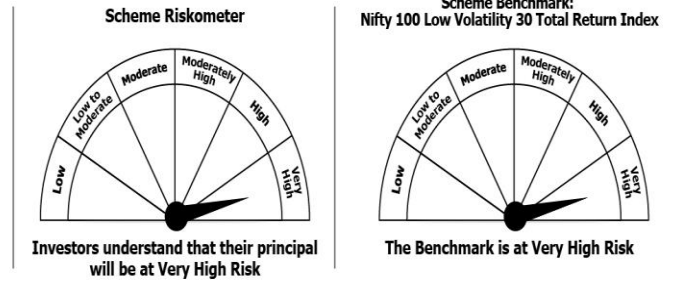 Scheme Riskometer
Low
Low to
Moderate
Moderate
Moderately
High
High
Very
High
Investors understand that their principal
will be at Very High Risk
Scheme Benchmark:
Nifty 100 Low Volatility 30 Total Return Index
Low
Low to
Moderate
Moderate
Moderately
High
High
Very
High
The Benchmark is at Very High Risk